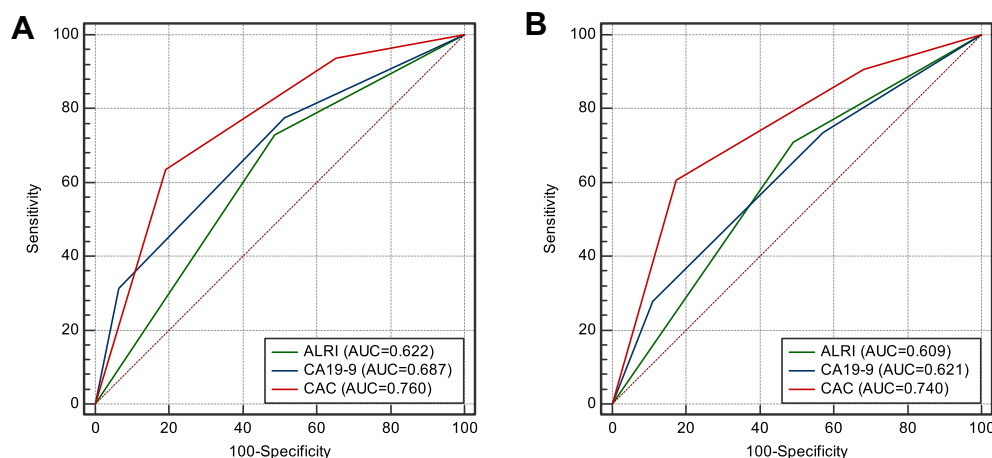 A
100
80
60
40
20
0
Sensitivity
ALRI (AUC=0.622)
CA19-9 (AUC=0.687)
CAC (AUC=0.760)
0 20 40 60 80 100
100-Specificity
B
100
80
60
40
20
0
Sensitivity
ALRI (AUC=0.609)
CA19-9 (AUC=0.621)
CAC (AUC=0.740)
0 20 40 60 80 100
100-Specificity